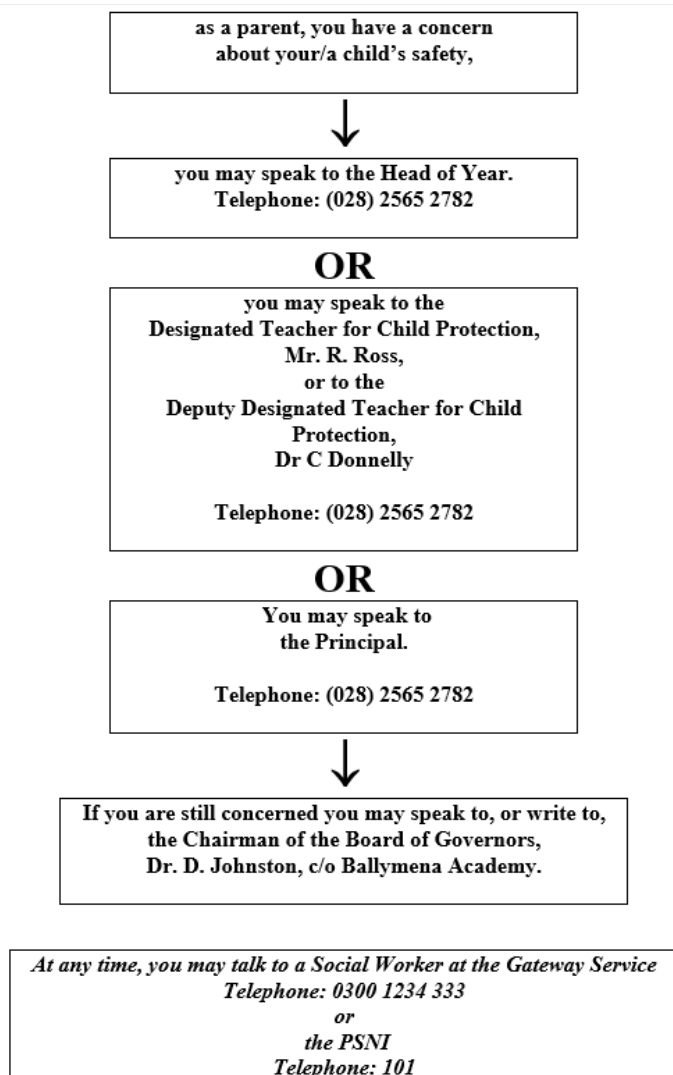 as a parent, you have a concern
about your/a child's safety,
you may speak to the Head of Year.
Telephone: (028) 2565 2782
OR
you may speak to the
Designated Teacher for Child Protection,
Mr. R. Ross,
or to the
Deputy Designated Teacher for Child
Protection,
Dr C Donnelly
Telephone: (028) 2565 2782
OR
You may speak to
the Principal.
Telephone: (028) 2565 2782
If you are still concerned you may speak to, or write to,
the Chairman of the Board of Governors,
Dr. D. Johnston, c/o Ballymena Academy.
At any time, you may talk to a Social Worker at the Gateway Service
Telephone: 0300 1234 333
or
the PSNI
Telephone: 101